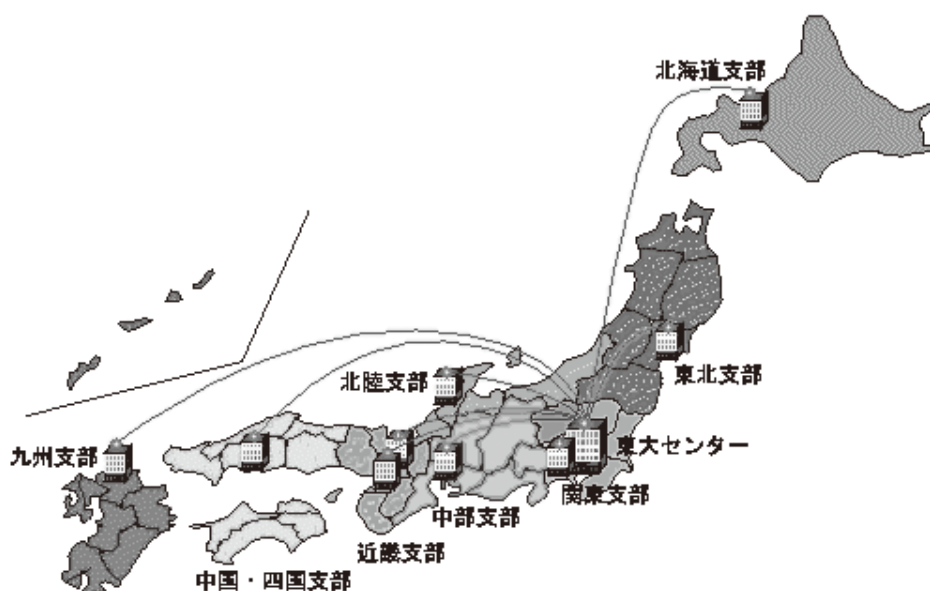 北海道支部
東北支部
北陸支部
東大センター
九州支部
関東支部
中部支部
近畿支部
中国・四国支部